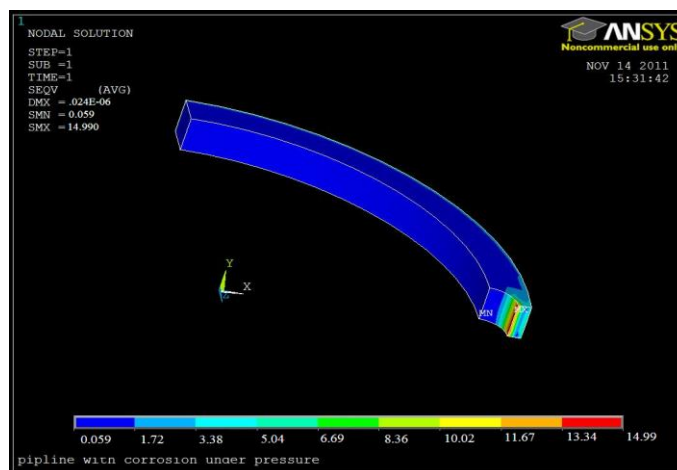 1
NODAL SOLUTION
STEP=1
SUB =1
TIME=1
SEQV (AVG)
DMX =.024E-06
SMN =0.059
SMX =14.990
ANSYS
Noncommercial use only
NOV 14 2011
15:31:42
Y
X
Z
MN
MX
0.059 1.72 3.38 5.04 6.69 8.36 10.02 11.67 13.34 14.99
pipline with corrosion under pressure